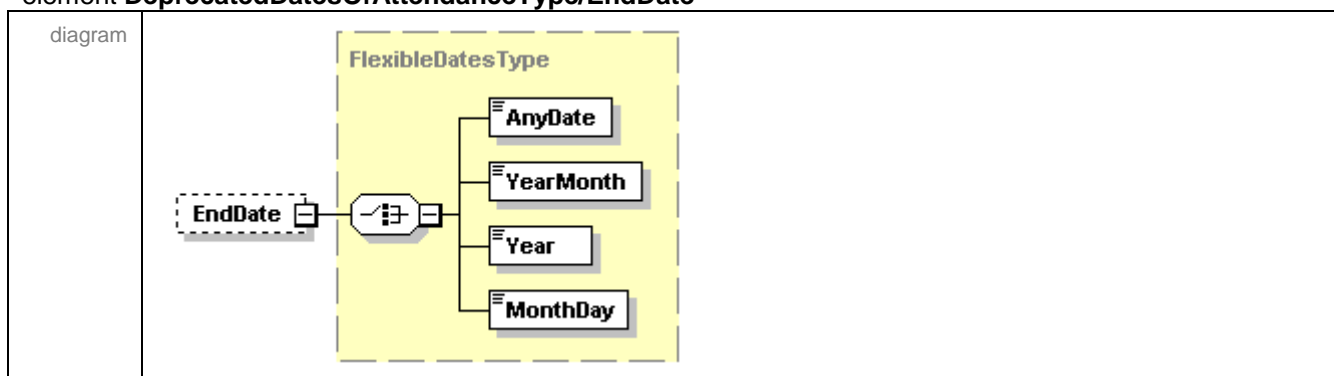 element DeprecatedDatesOfAttendanceType/EndDate
diagram
FlexibleDatesType
AnyDate
YearMonth
EndDate
Year
MonthDay